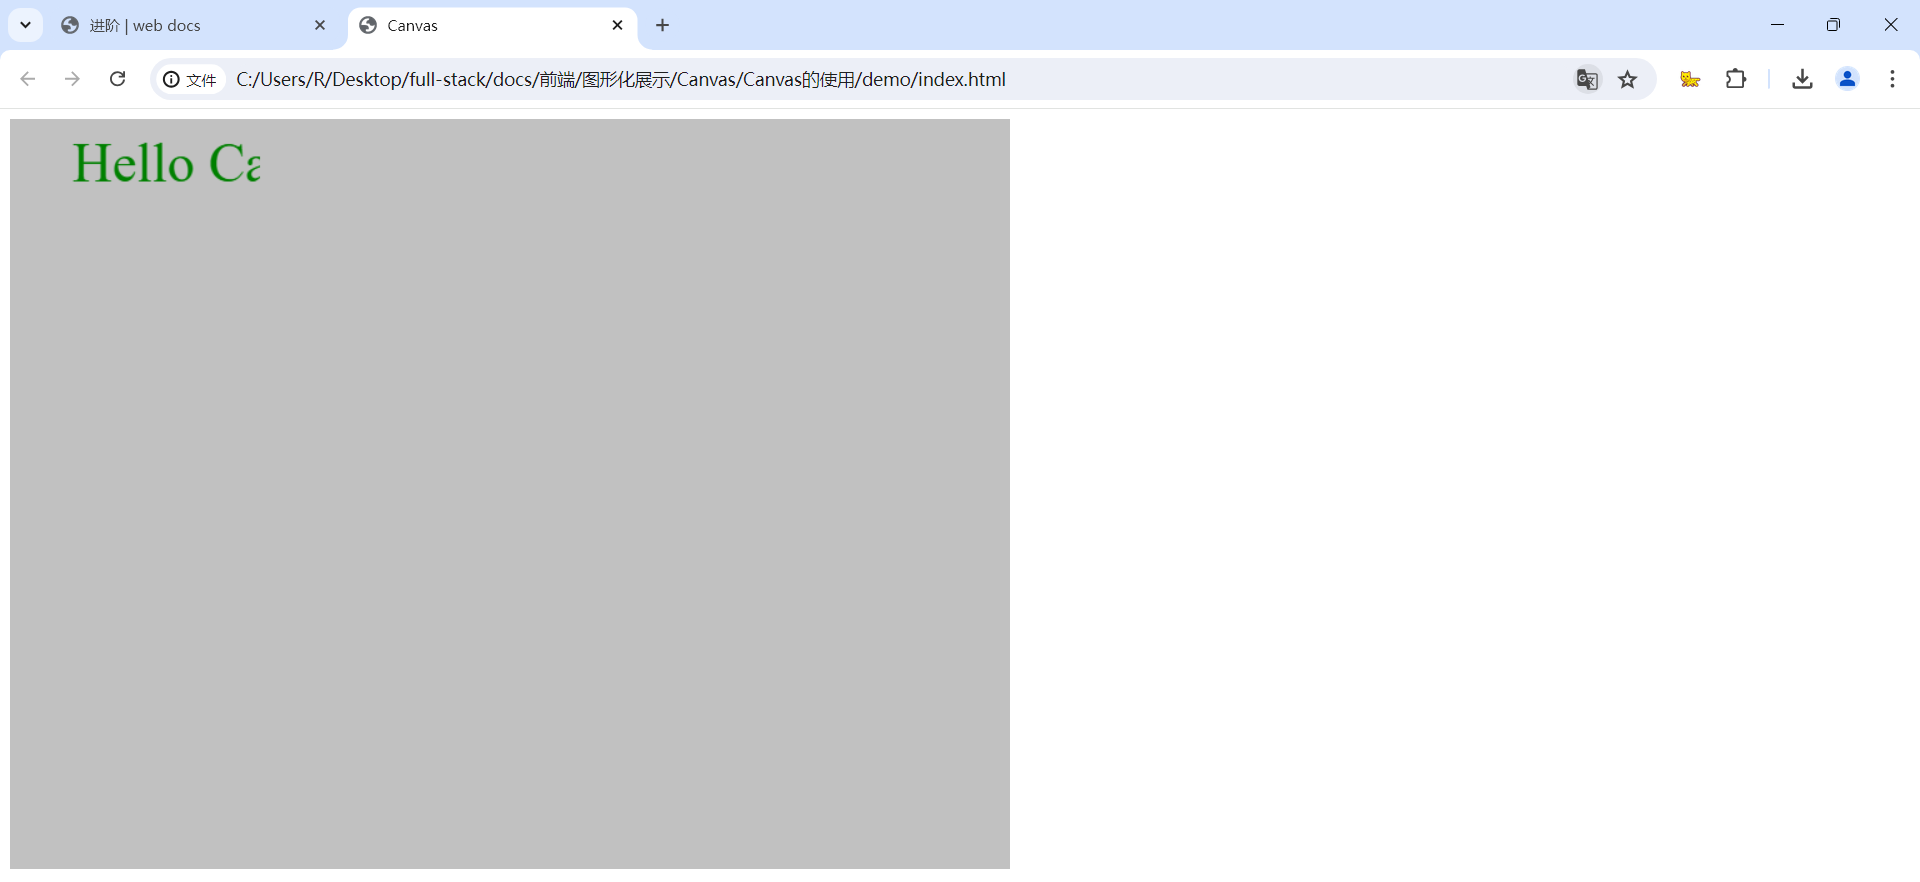 进阶 | web docs
Canvas
文件
C:/Users/R/Desktop/full-stack/docs/前端/图形化展示/Canvas/Canvas的使用/demo/index.html
Hello Ca